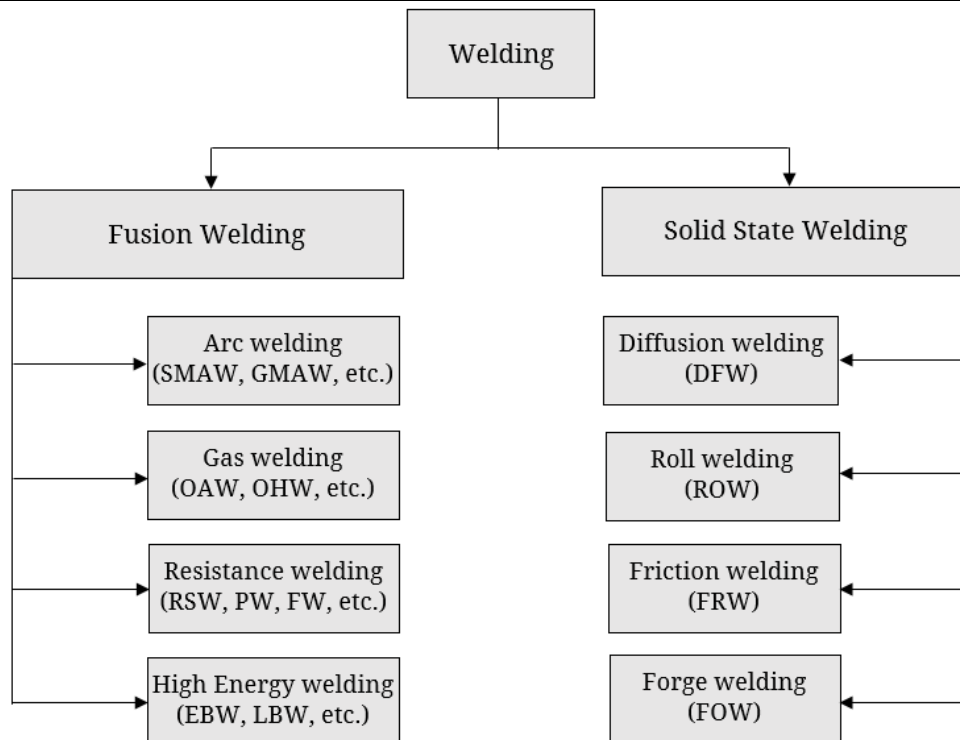 Welding
Fusion Welding
Solid State Welding
Arc welding
(SMAW, GMAW, etc.)
Gas welding
(OAW, OHW, etc.)
Resistance welding
(RSW, PW, FW, etc.)
High Energy welding
(EBW, LBW, etc.)
Diffusion welding
(DFW)
Roll welding
(ROW)
Friction welding
(FRW)
Forge welding
(FOW)